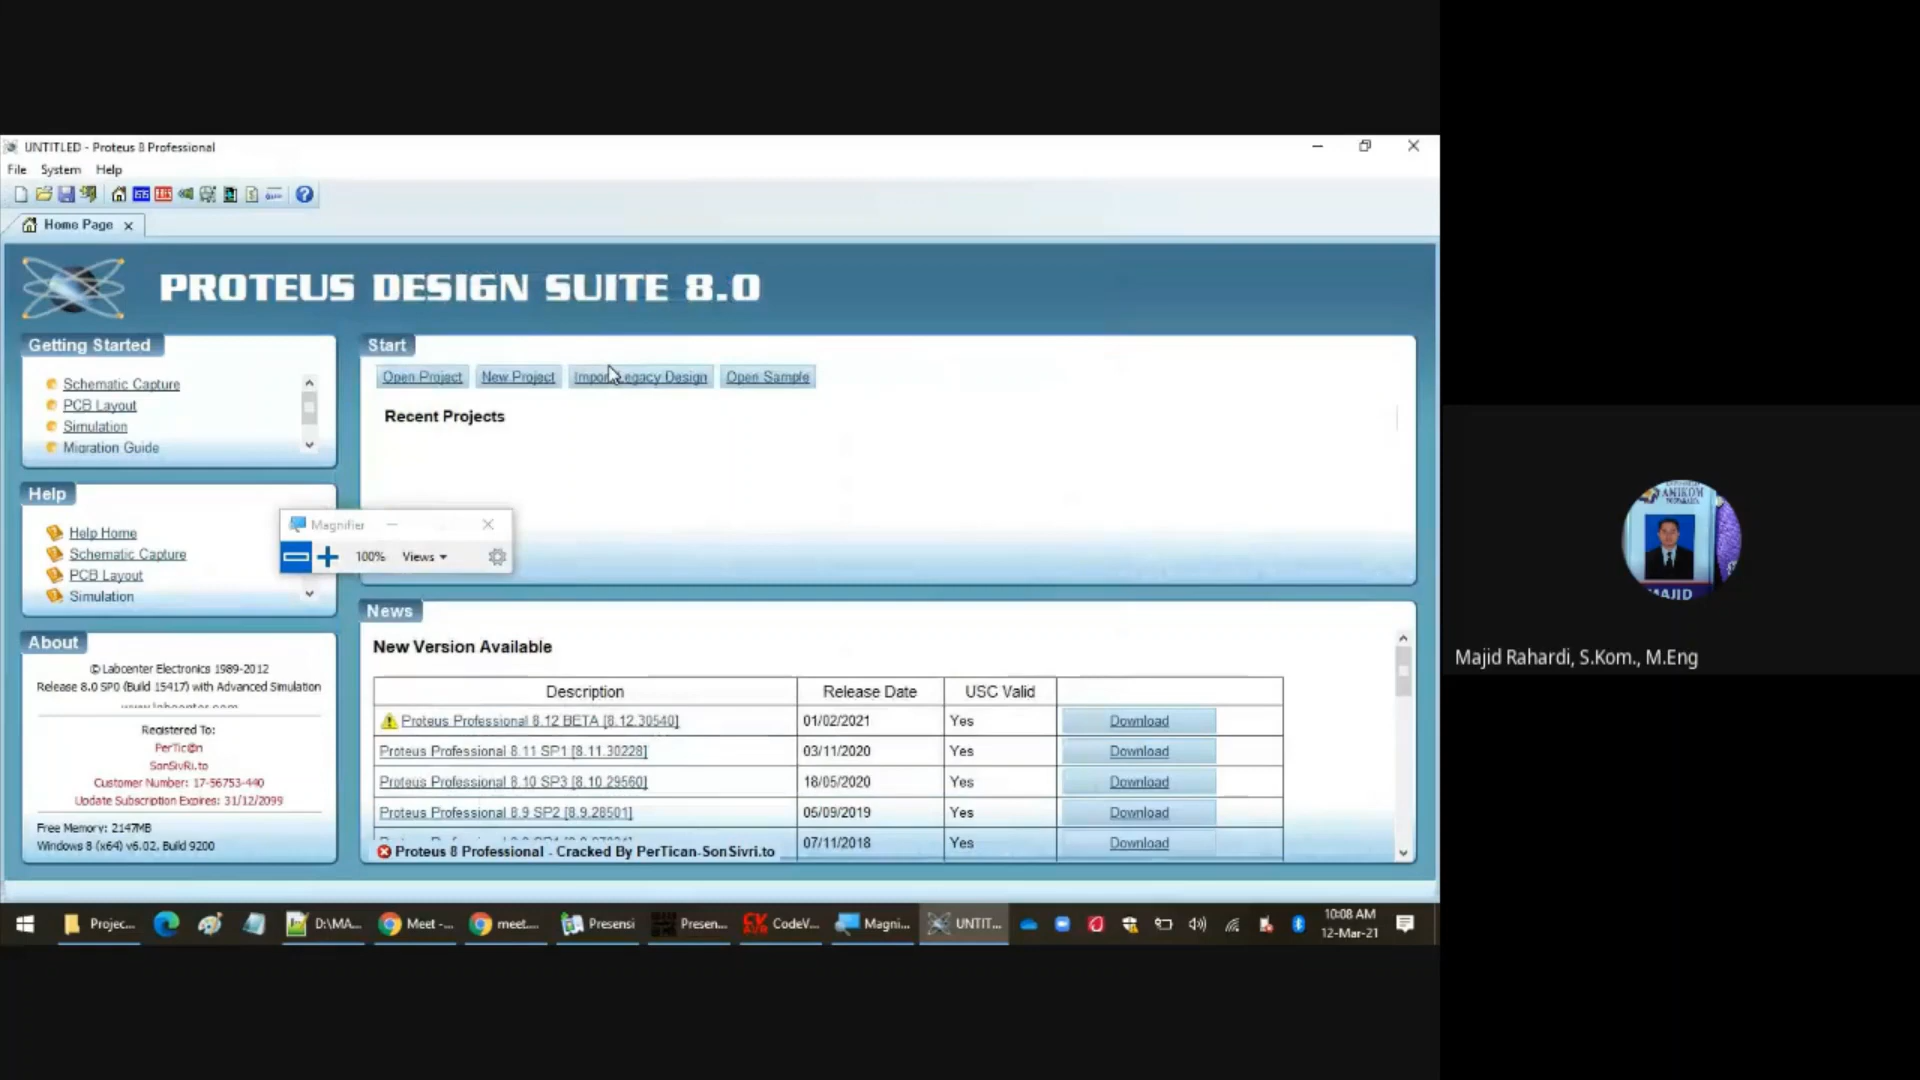 UNTITLED - Proteus 8 Professional
File System Help
Home Page
PROTEUS DESIGN SUITE 8.0
Getting Started
Schematic Capture
PCB Layout
Simulation
Migration Guide
Help
Help Home
Schematic Capture
PCB Layout
Simulation
About
© Labcenter Electronics 1989-2012
Release 8.0 SP0 (Build 15417) with Advanced Simulation
www.labcenter.com
Registered To:
PerTic@n
SonSivRi.to
Customer Number: 17-56753-440
Update Subscription Expires: 31/12/2099
Free Memory: 2147MB
Windows 8 (x64) v6.02, Build 9200
Start
Open Project New Project Import Legacy Design Open Sample
Recent Projects
Magnifier
100% Views
News
New Version Available
Description Release Date USC Valid
Proteus Professional 8.12 BETA [8.12.30540] 01/02/2021 Yes Download
Proteus Professional 8.11 SP1 [8.11.30228] 03/11/2020 Yes Download
Proteus Professional 8.10 SP3 [8.10.29560] 18/05/2020 Yes Download
Proteus Professional 8.9 SP2 [8.9.28501] 05/09/2019 Yes Download
07/11/2018 Yes Download
Proteus 8 Professional - Cracked By PerTican-SonSivri.to
Projec... D:\MA... Meet -... meet.... Presensi Presen... CodeV... Magni... UNTIT...
10:08 AM
12-Mar-21
AMIKOM
MAJID
Majid Rahardi, S.Kom., M.Eng